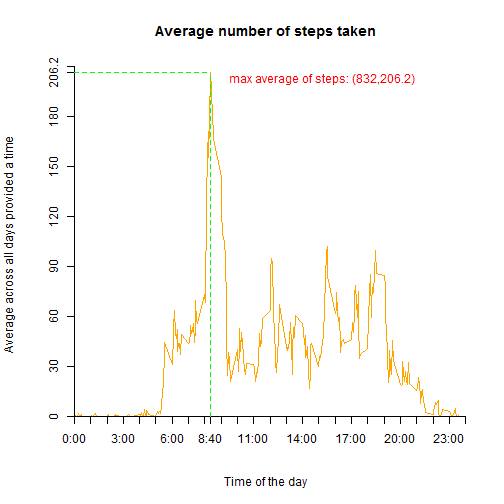 Average number of steps taken
max average of steps: (832,206.2)
Average across all days provided a time
206.2
180
150
120
90
60
30
0
0:00 3:00 6:00 8:40 11:00 14:00 17:00 20:00 23:00
Time of the day